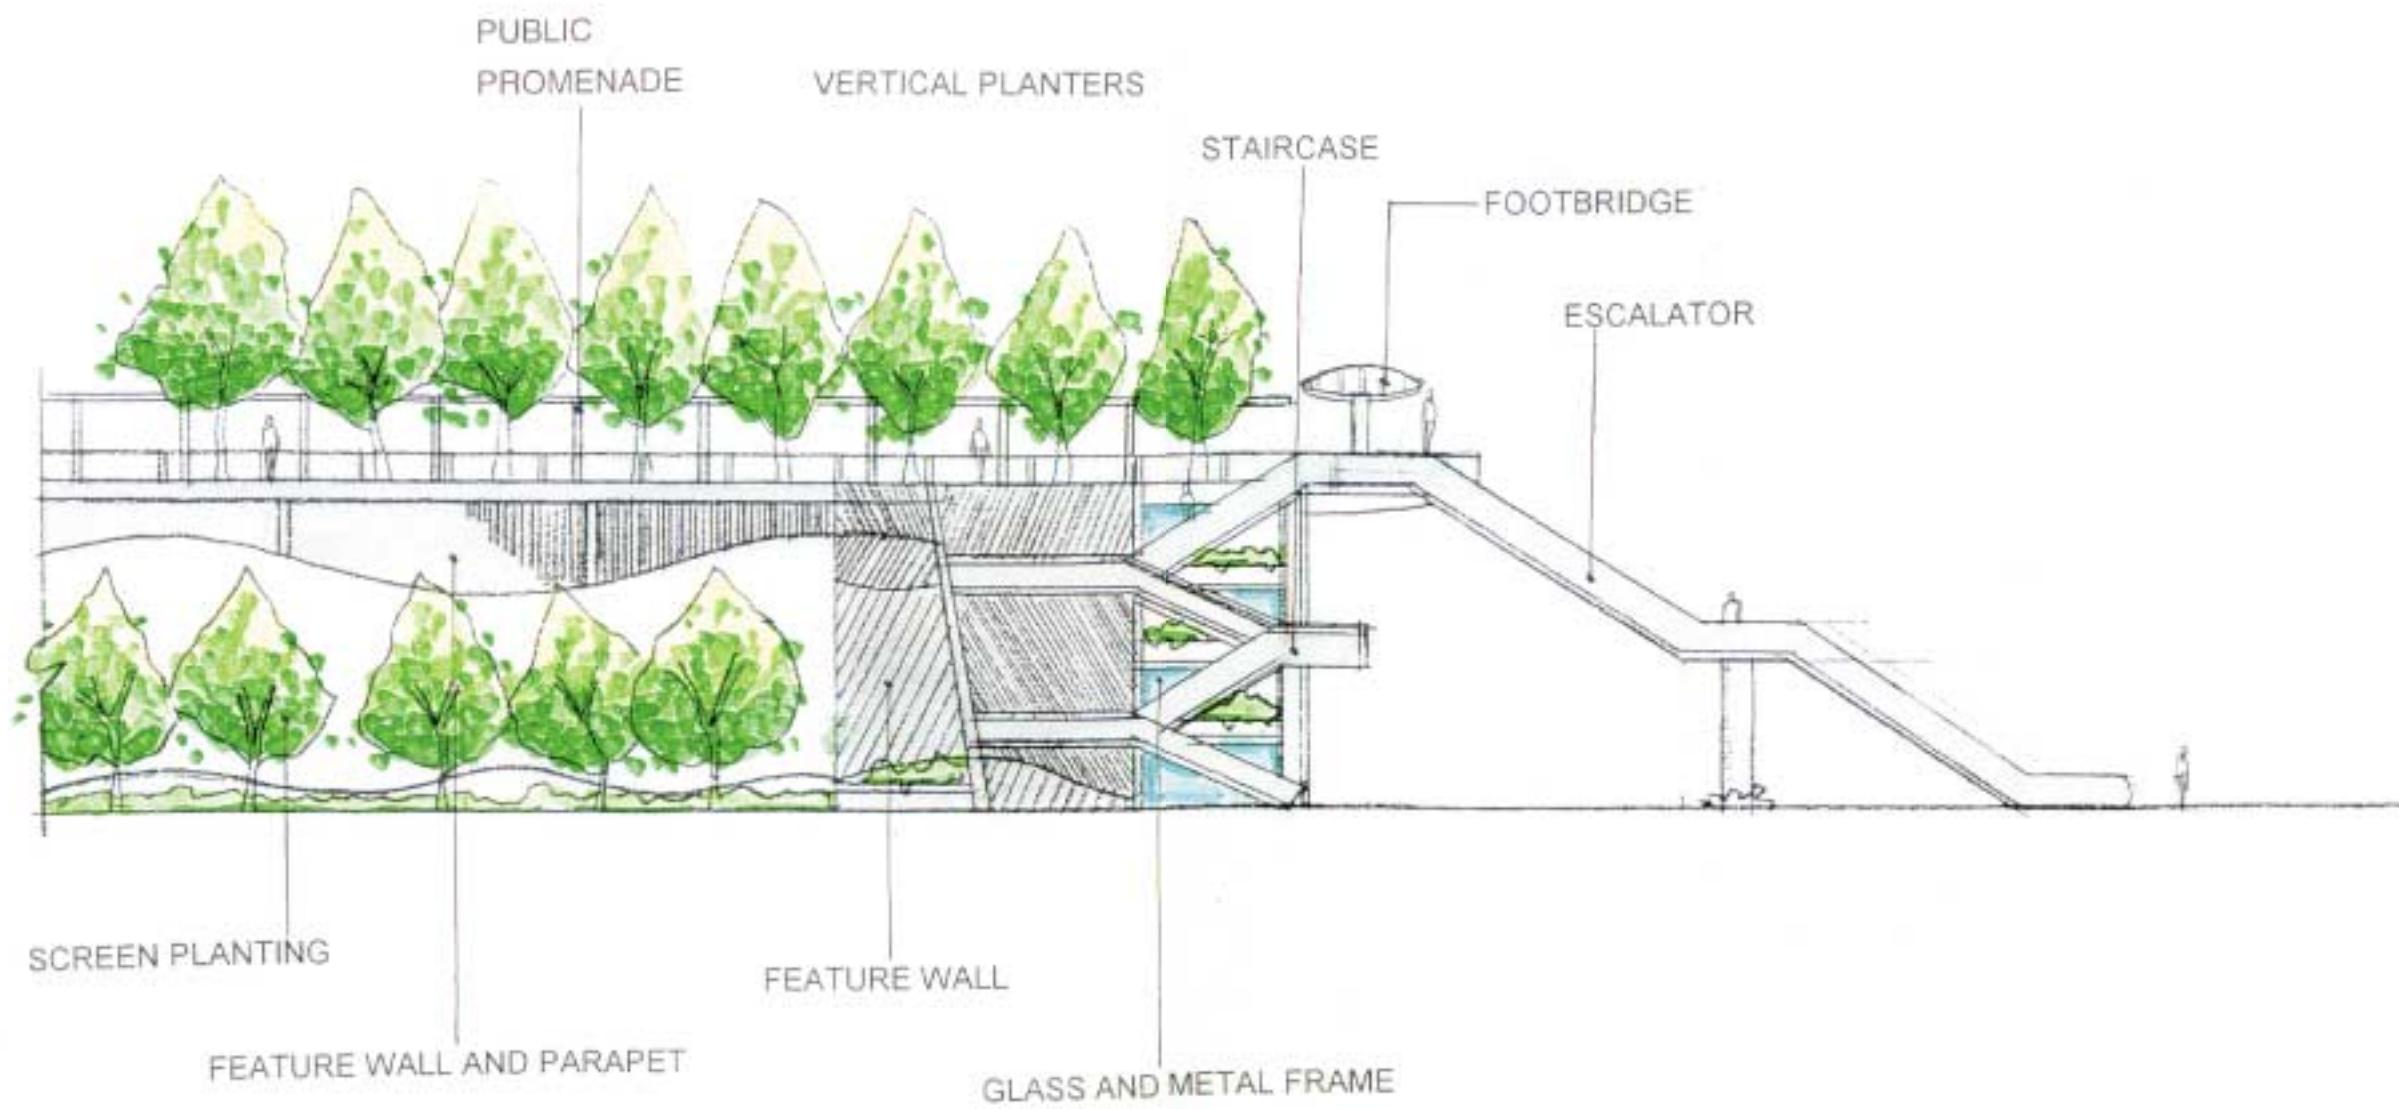 PUBLIC
PROMENADE
VERTICAL PLANTERS
STAIRCASE
FOOTBRIDGE
ESCALATOR
SCREEN PLANTING
FEATURE WALL
FEATURE WALL AND PARAPET
GLASS AND METAL FRAME